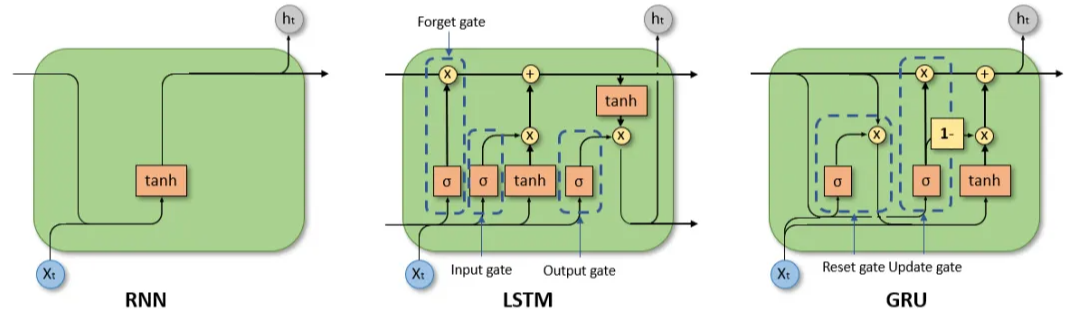 hₜ
tanh
Xₜ
RNN
Forget gate
hₜ
x
+
tanh
x
x
σ
σ
tanh
σ
Input gate
Output gate
Xₜ
LSTM
hₜ
x
+
x
1-
x
σ
σ
tanh
Reset gate
Update gate
Xₜ
GRU